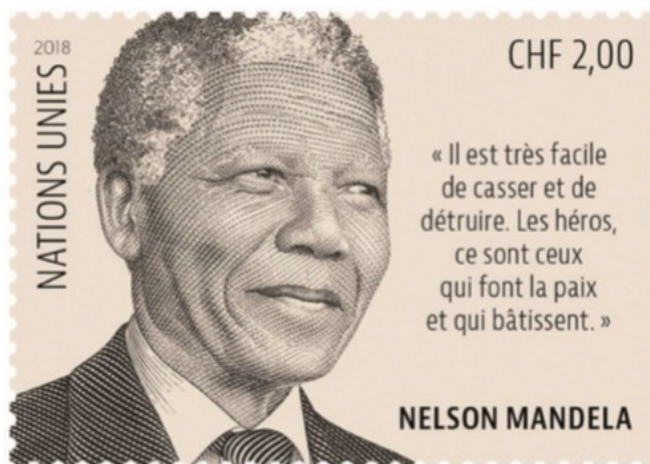 2018
NATIONS UNIES
CHF 2,00
« Il est très facile
de casser et de
détruire. Les héros,
ce sont ceux
qui font la paix
et qui bâtissent. »
NELSON MANDELA